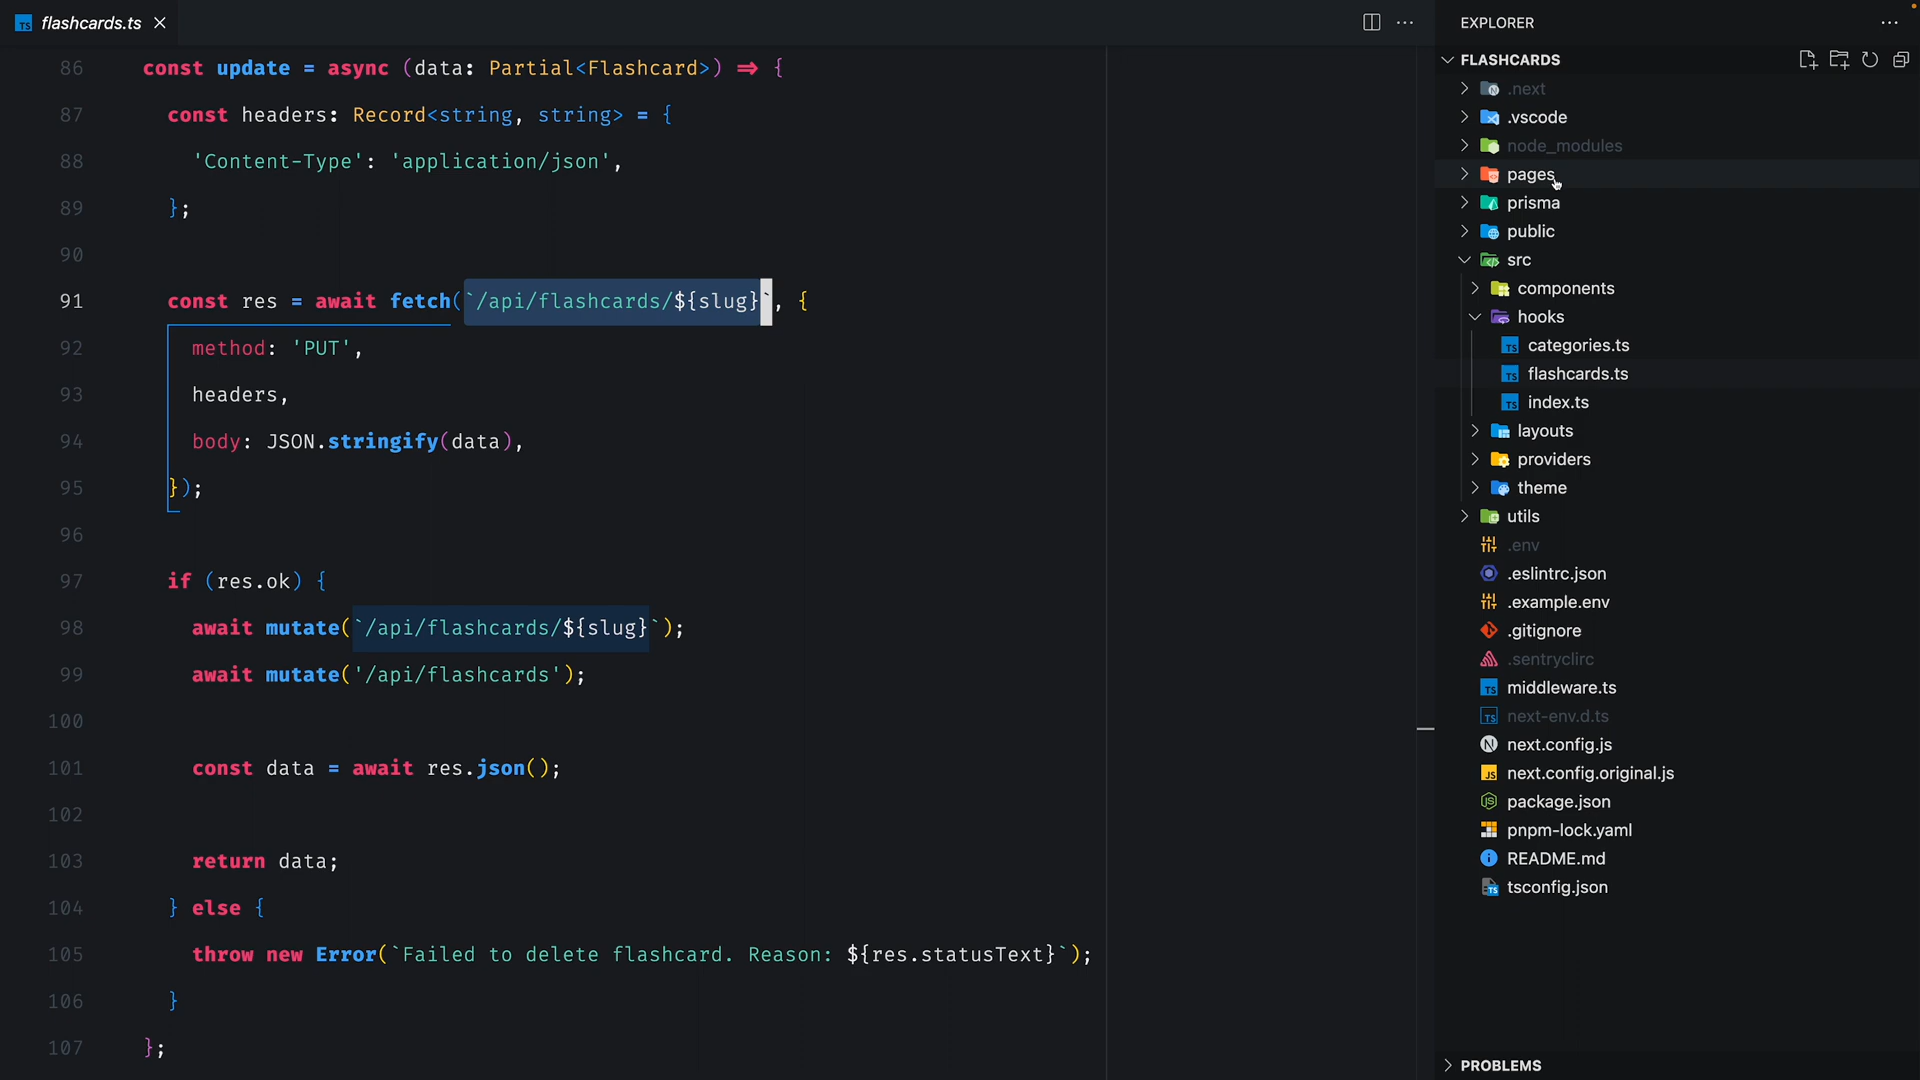 flashcards.ts
86 const update = async (data: Partial<Flashcard>) => {
87 const headers: Record<string, string> = {
88 'Content-Type': 'application/json',
89 };
90
91 const res = await fetch(`/api/flashcards/${slug}`, {
92 method: 'PUT',
93 headers,
94 body: JSON.stringify(data),
95 });
96
97 if (res.ok) {
98 await mutate(`/api/flashcards/${slug}`);
99 await mutate('/api/flashcards');
100
101 const data = await res.json();
102
103 return data;
104 } else {
105 throw new Error(`Failed to delete flashcard. Reason: ${res.statusText}`);
106 }
107 };
EXPLORER
FLASHCARDS
.next
.vscode
node_modules
pages
prisma
public
src
components
hooks
categories.ts
flashcards.ts
index.ts
layouts
providers
theme
utils
.env
.eslintrc.json
.example.env
.gitignore
.sentryclirc
middleware.ts
next-env.d.ts
next.config.js
next.config.original.js
package.json
pnpm-lock.yaml
README.md
tsconfig.json
PROBLEMS